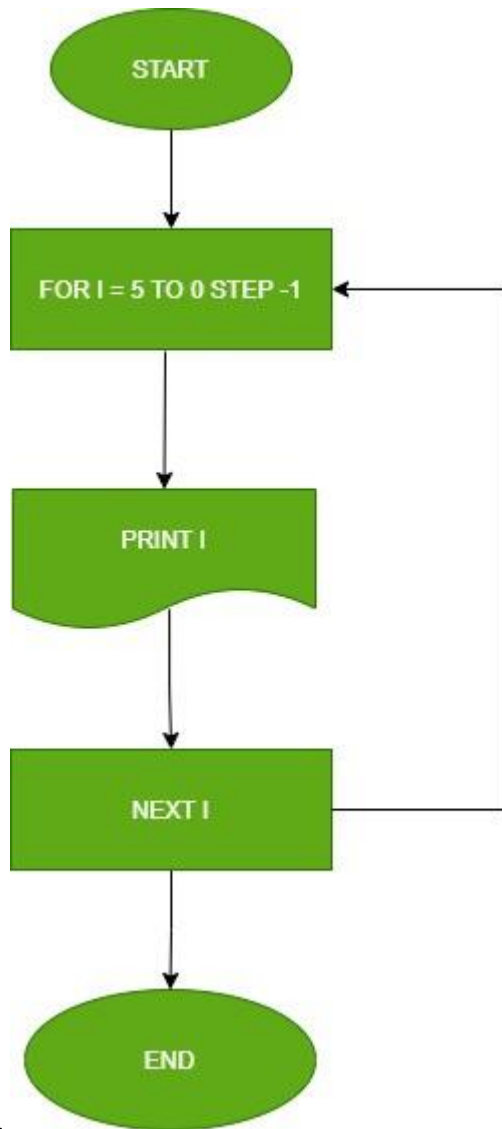 START
FOR I = 5 TO 0 STEP -1
PRINT I
NEXT I
END